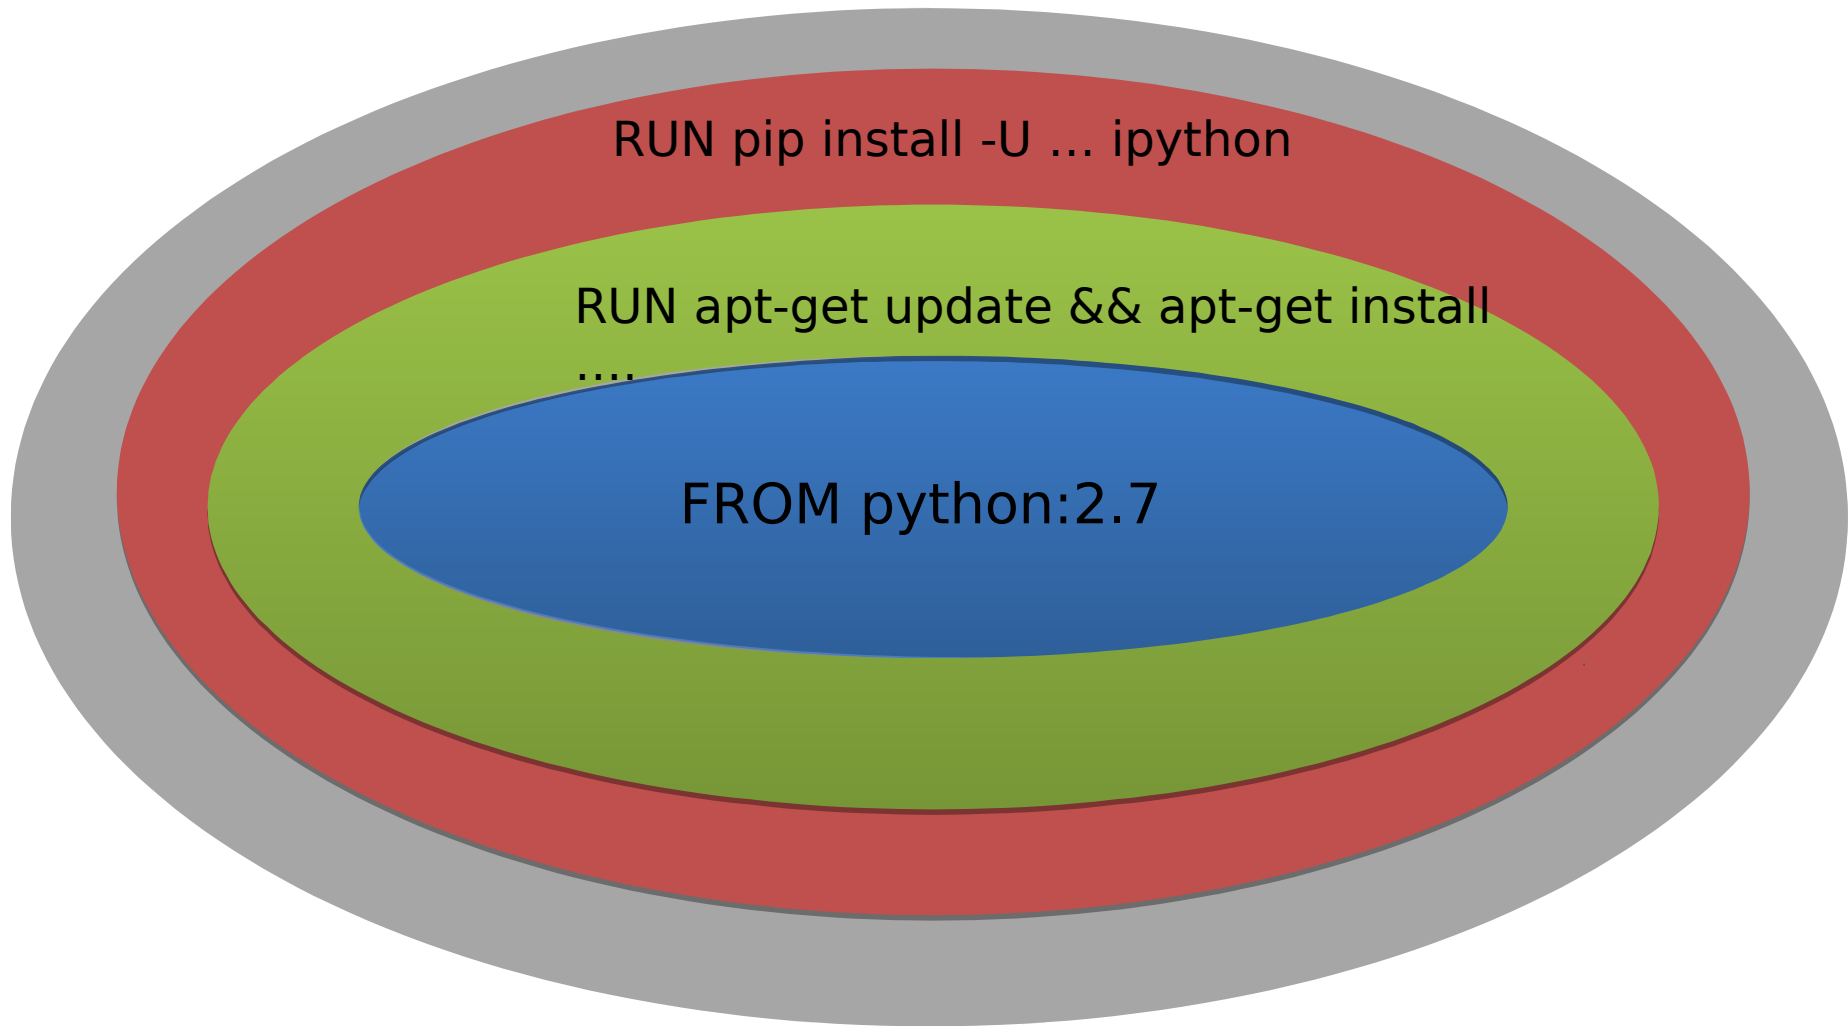 RUN pip install -U ... ipython
RUN apt-get update && apt-get install
....
FROM python:2.7